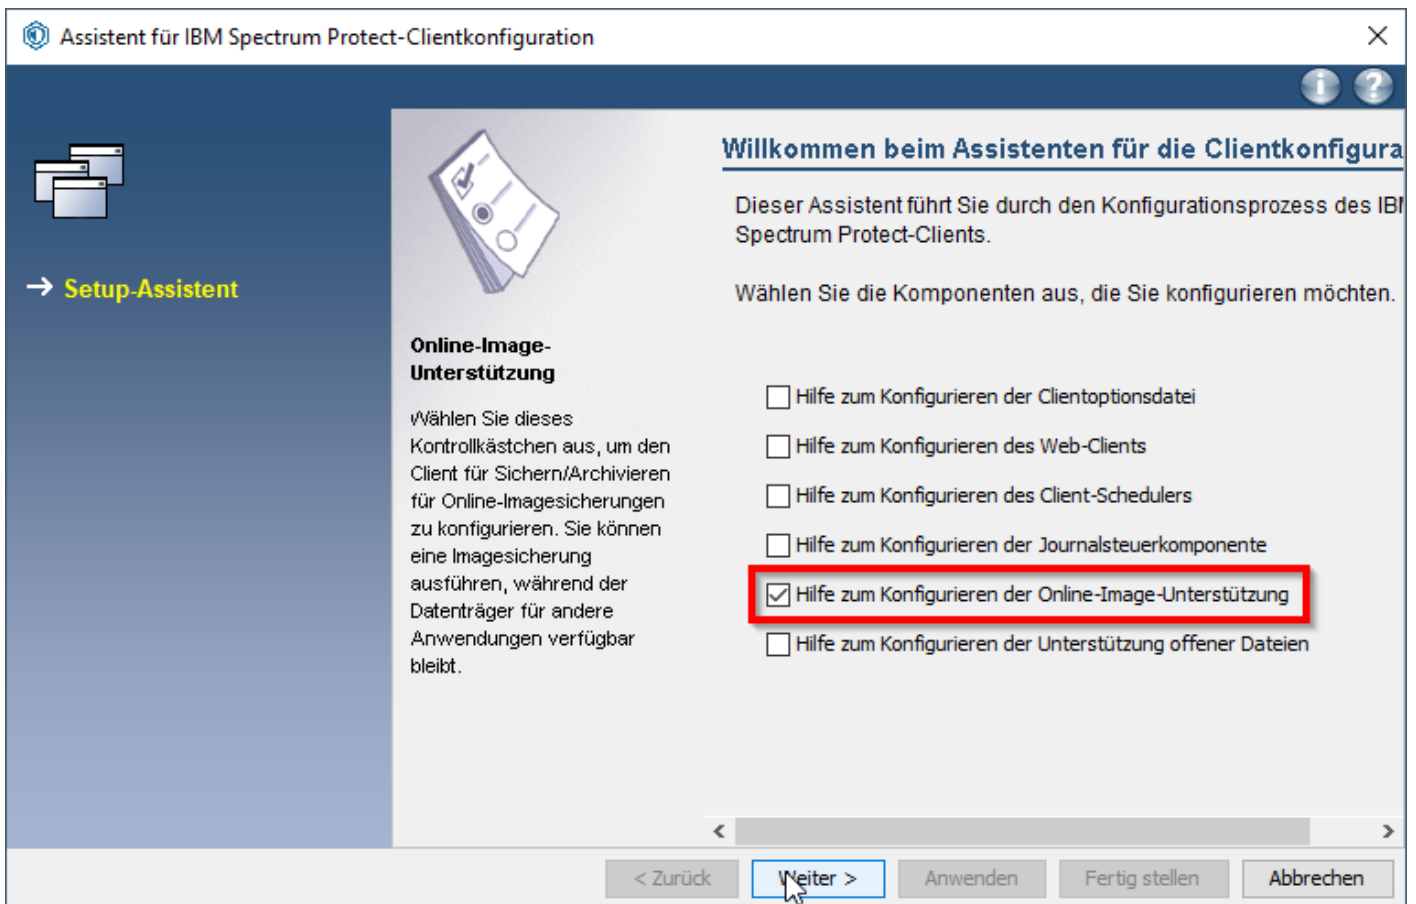 Assistent für IBM Spectrum Protect-Clientkonfiguration
Setup-Assistent
Online-Image-
Unterstützung
Wählen Sie dieses
Kontrollkästchen aus, um den
Client für Sichern/Archivieren
für Online-Imagesicherungen
zu konfigurieren. Sie können
eine Imagesicherung
ausführen, während der
Datenträger für andere
Anwendungen verfügbar
bleibt.
Willkommen beim Assistenten für die Clientkonfigura
Dieser Assistent führt Sie durch den Konfigurationsprozess des IBM
Spectrum Protect-Clients.
Wählen Sie die Komponenten aus, die Sie konfigurieren möchten.
Hilfe zum Konfigurieren der Clientoptionsdatei
Hilfe zum Konfigurieren des Web-Clients
Hilfe zum Konfigurieren des Client-Schedulers
Hilfe zum Konfigurieren der Journalsteuerkomponente
Hilfe zum Konfigurieren der Online-Image-Unterstützung
Hilfe zum Konfigurieren der Unterstützung offener Dateien
< Zurück
Weiter >
Anwenden
Fertig stellen
Abbrechen